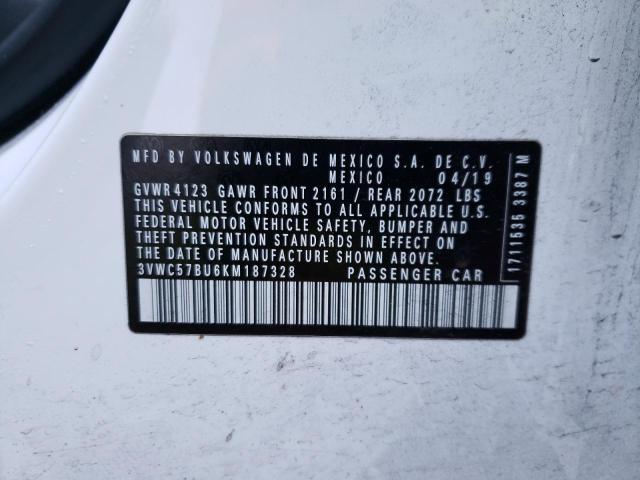 MFD BY VOLKSWAGEN DE MEXICO S.A. DE C.V.
MEXICO 04/19
GVWR 4123 GAWR FRONT 2161 / REAR 2072 LBS
THIS VEHICLE CONFORMS TO ALL APPLICABLE U.S.
FEDERAL MOTOR VEHICLE SAFETY, BUMPER AND
THEFT PREVENTION STANDARDS IN EFFECT ON
THE DATE OF MANUFACTURE SHOWN ABOVE.
3VWC57BU6KM187328 PASSENGER CAR
1711535 3387 M